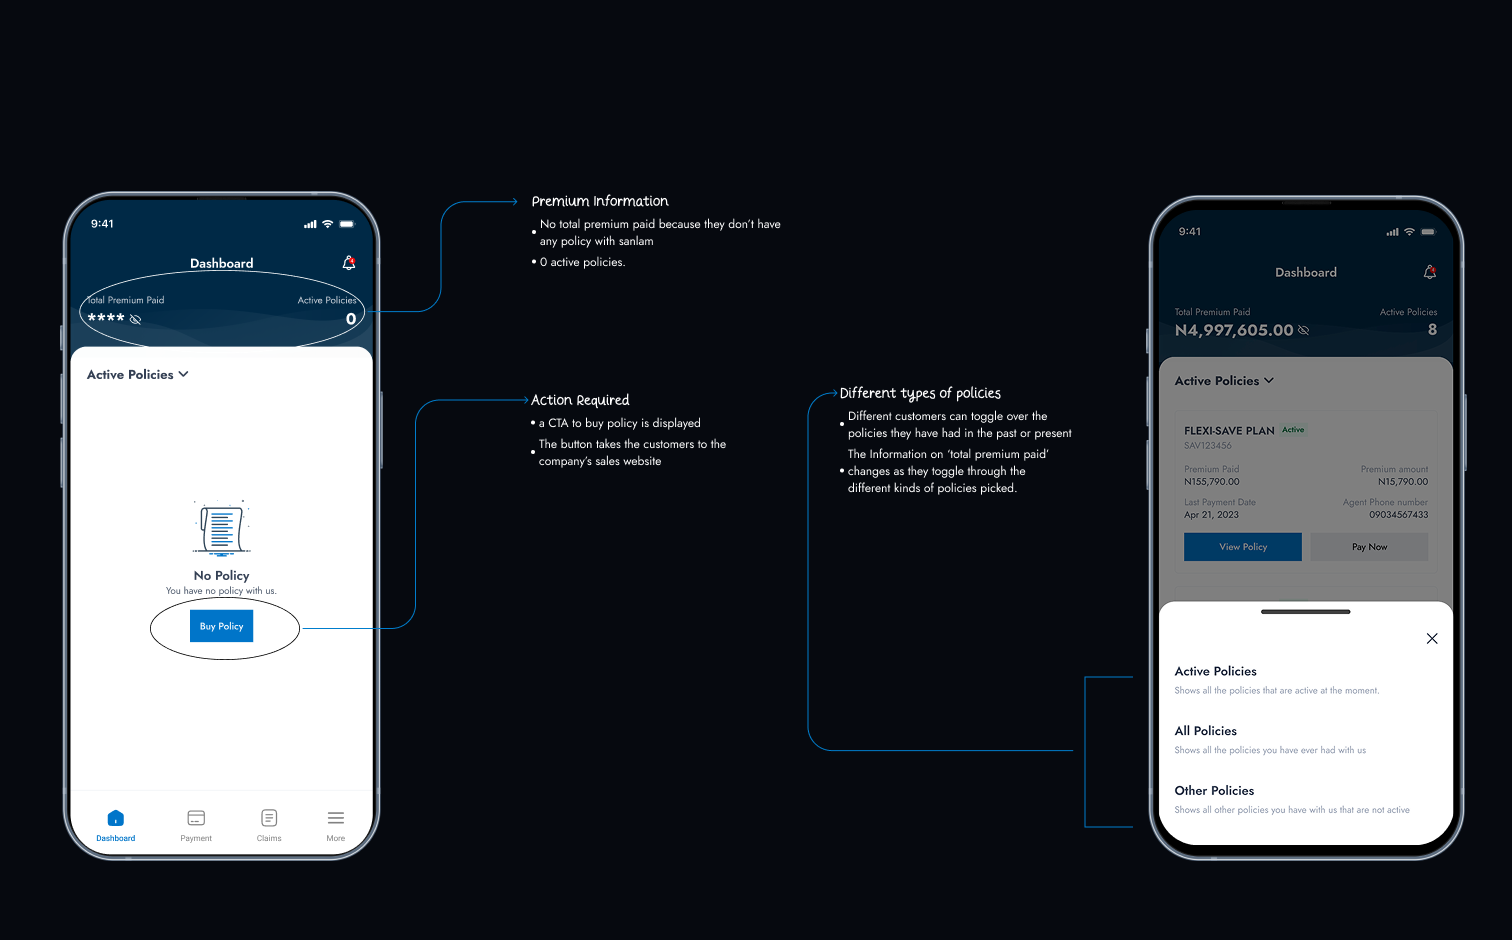 9:41
Dashboard
Total Premium Paid
Active Policies
****
0
Active Policies
No Policy
You have no policy with us.
Buy Policy
Dashboard
Payment
Claims
More
Premium Information
No total premium paid because they don't have
any policy with sanlam
0 active policies.
Action Required
a CTA to buy policy is displayed
The button takes the customers to the
company's sales website
Different types of policies
Different customers can toggle over the
policies they have had in the past or present
The Information on 'total premium paid'
changes as they toggle through the
different kinds of policies picked.
9:41
Dashboard
Total Premium Paid
Active Policies
N4,997,605.00
8
Active Policies
FLEXI-SAVE PLAN Active
SAV123456
Premium Paid
Premium amount
N155,790.00
N15,790.00
Last Payment Date
Agent Phone number
Apr 21, 2023
09034567433
View Policy
Pay Now
Active Policies
Shows all the policies that are active at the moment.
All Policies
Shows all the policies you have ever had with us
Other Policies
Shows all other policies you have with us that are not active